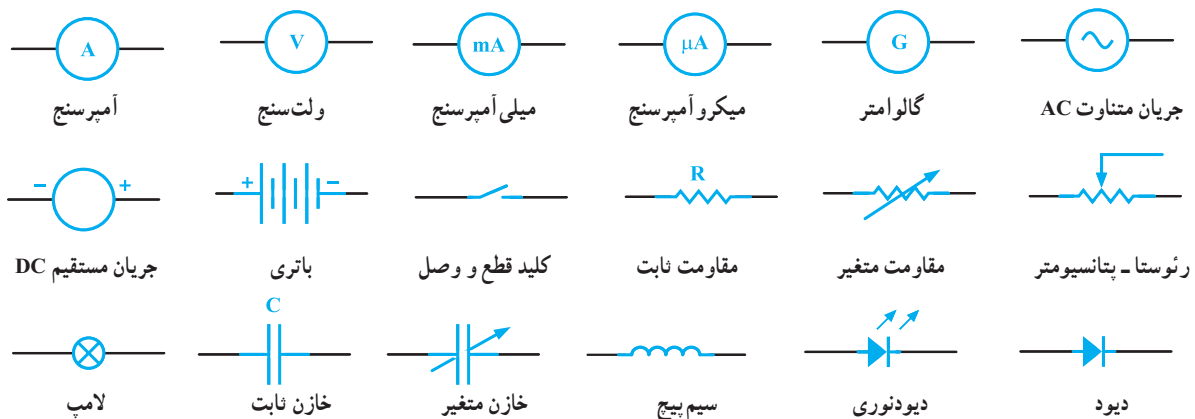 A V mA μA G
آمپرسنج ولت‌سنج میلی‌آمپرسنج میکروآمپرسنج گالوامتر جریان متناوت AC
- + + - R
جریان مستقیم DC باتری کلید قطع و وصل مقاومت ثابت مقاومت متغیر رئوستا ـ پتانسیومتر
C
لامپ خازن ثابت خازن متغیر سیم‌پیچ دیودنوری دیود